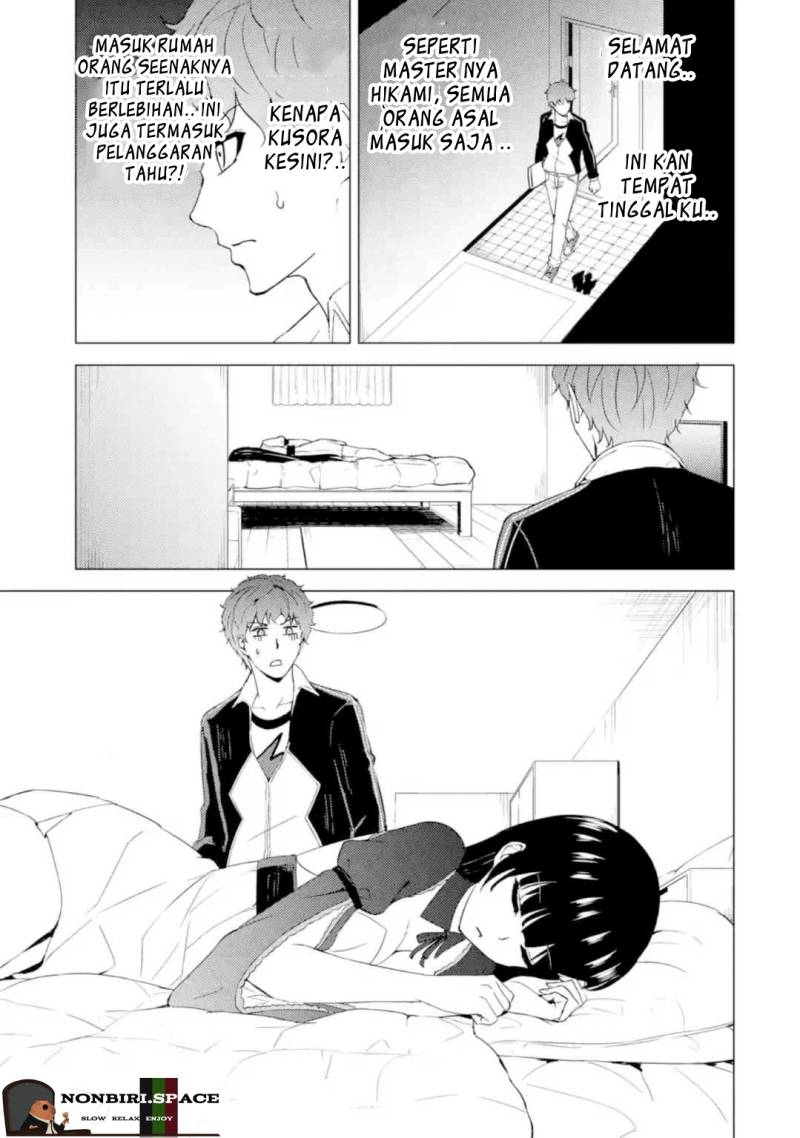 SELAMAT
DATANG..
INI KAN
TEMPAT
TINGGAL KU..
SEPERTI
MASTER NYA
HIKAMI, SEMUA
ORANG ASAL
MASUK SAJA ..
KENAPA
KUSORA
KESINI?..
MASUK RUMAH
ORANG SEENAKNYA
ITU TERLALU
BERLEBIHAN.. INI
JUGA TERMASUK
PELANGGARAN
TAHU?!
NONBIRI.SPACE
SLOW RELAX ENJOY